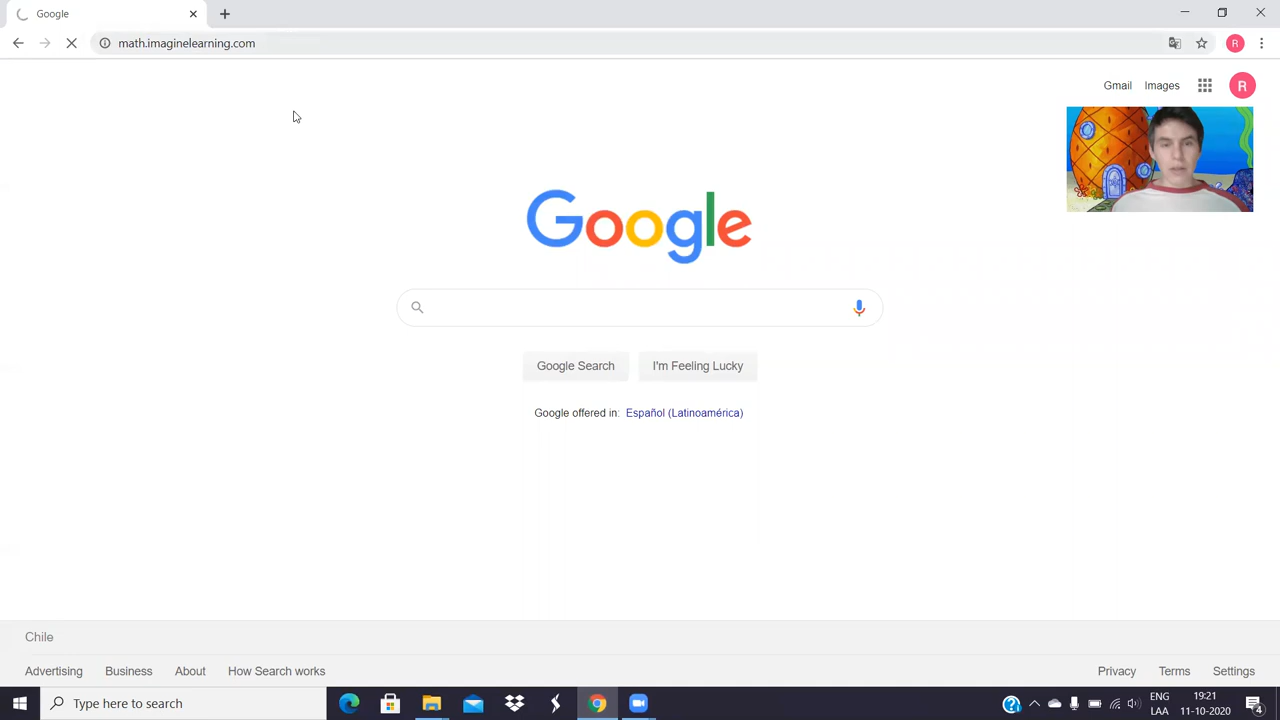 Google
math.imaginelearning.com
R
Gmail Images R
Google
Google Search I'm Feeling Lucky
Google offered in: Español (Latinoamérica)
Chile
Advertising Business About How Search works Privacy Terms Settings
Type here to search
ENG
LAA
19:21
11-10-2020
4